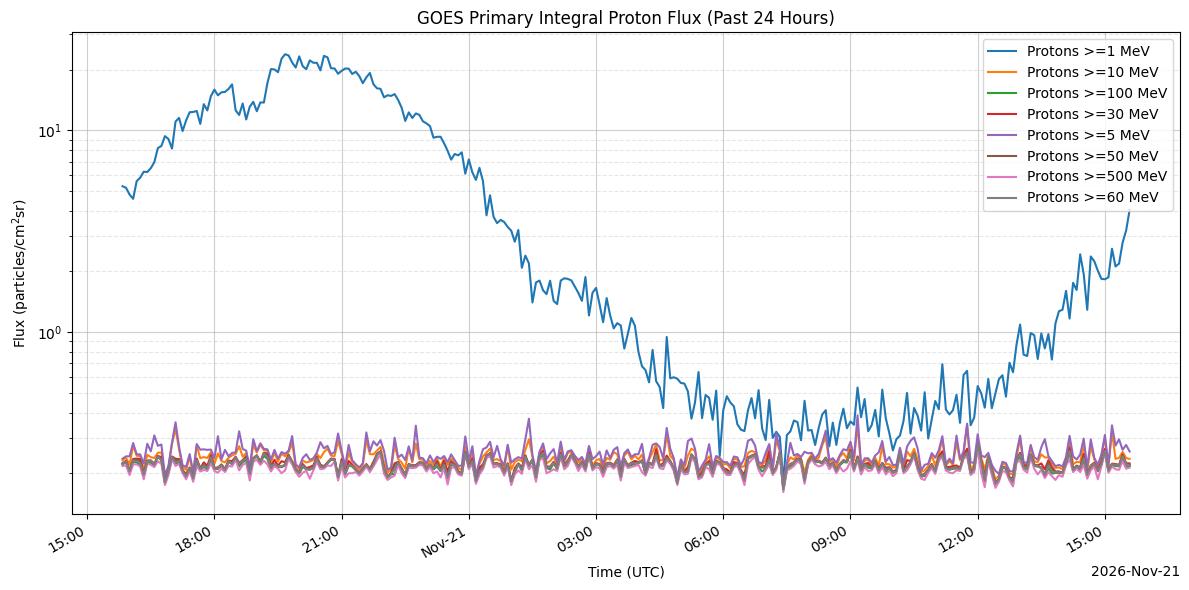 GOES Primary Integral Proton Flux (Past 24 Hours)
Protons >=1 MeV
Protons >=10 MeV
Protons >=100 MeV
Protons >=30 MeV
Protons >=5 MeV
Protons >=50 MeV
Protons >=500 MeV
Protons >=60 MeV
Flux (particles/cm²sr)
10¹
10⁰
15:00
18:00
21:00
Nov-21
03:00
06:00
09:00
12:00
15:00
Time (UTC)
2026-Nov-21